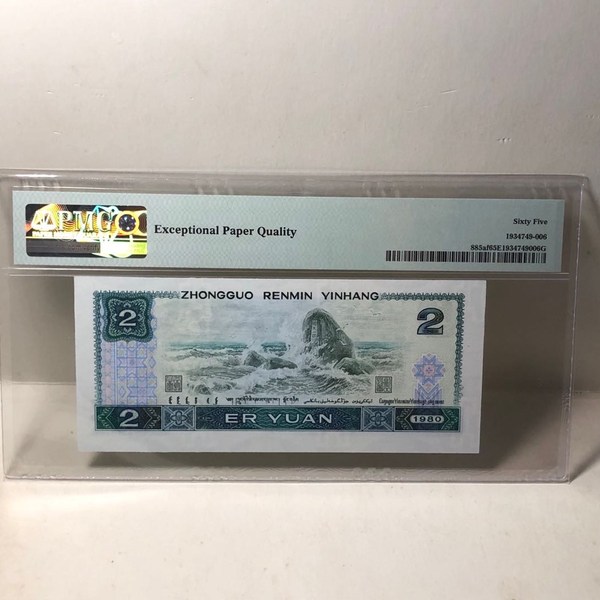 PMG
Exceptional Paper Quality
Sixty Five
1934749-006
885af65E1934749006G
ZHONGGUO RENMIN YINHANG
2
2
2
ER YUAN
1980